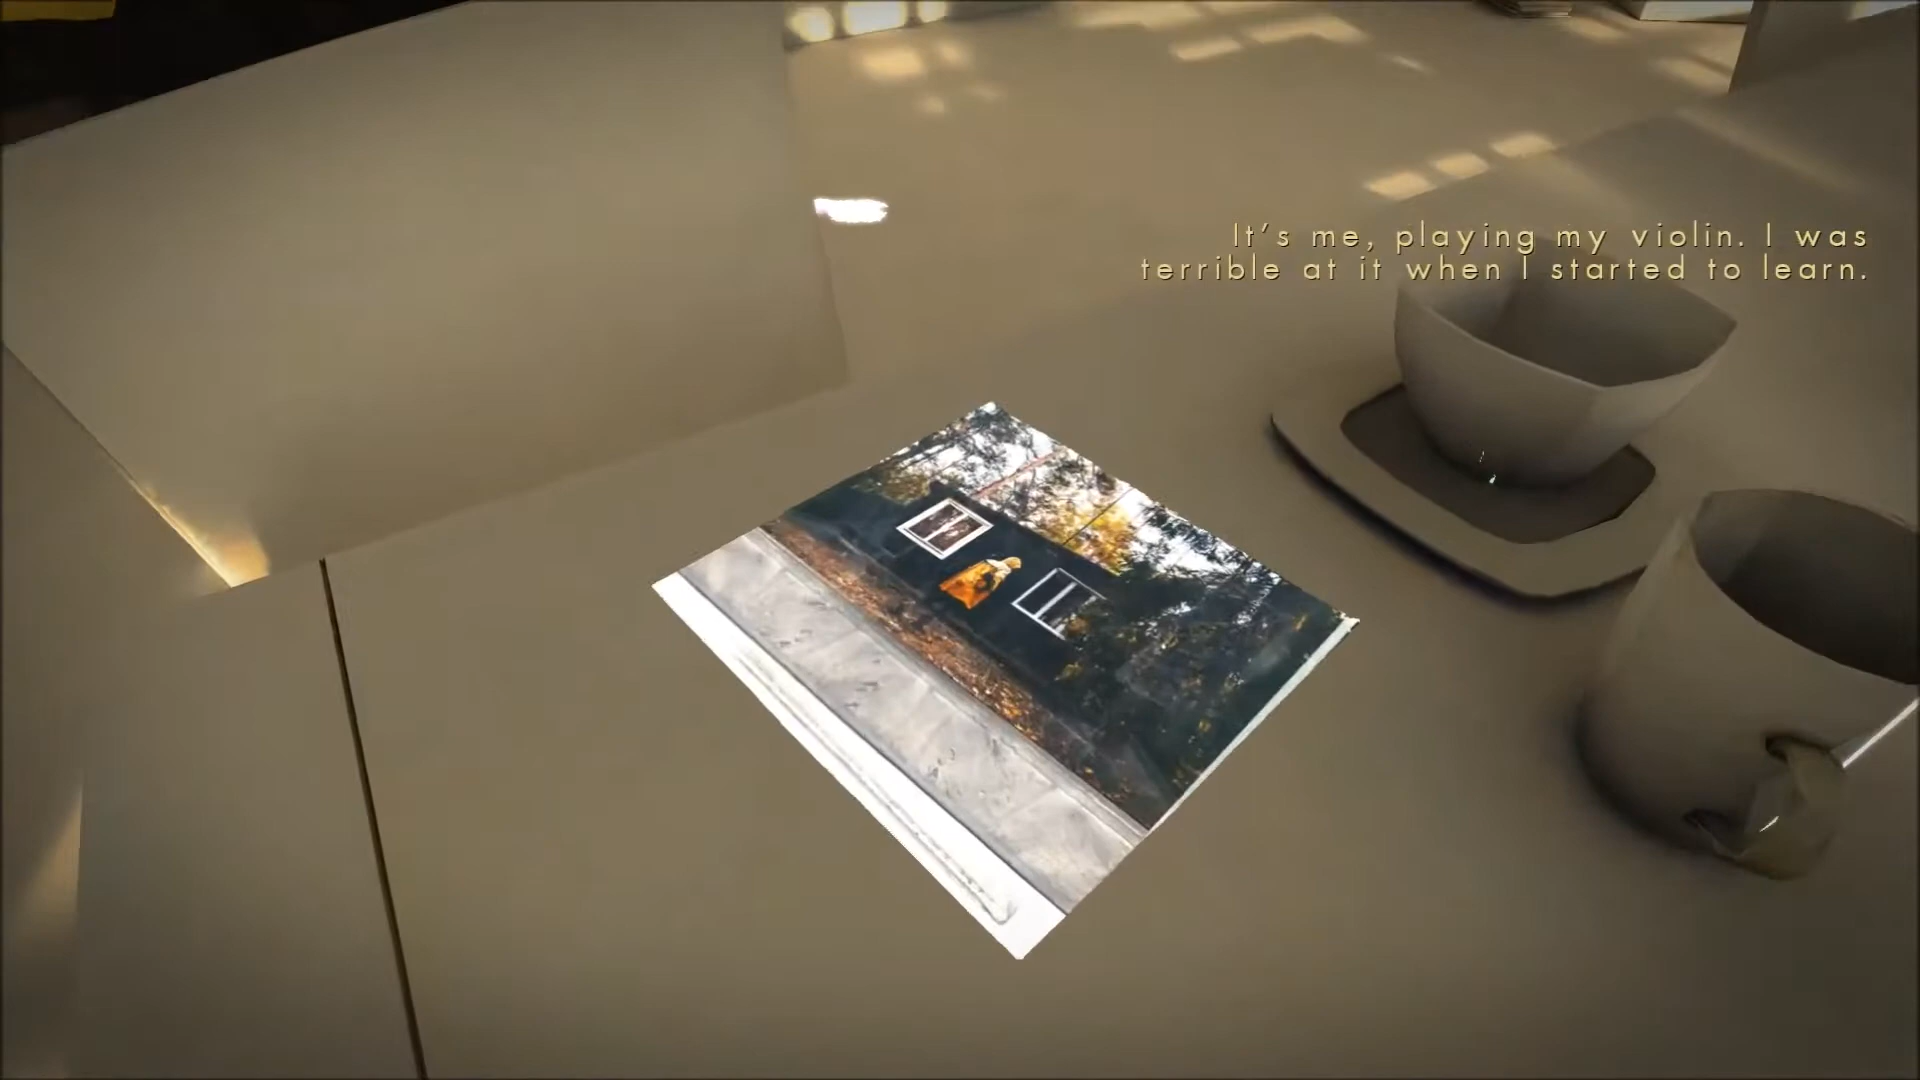 It's me, playing my violin. I was
terrible at it when I started to learn.